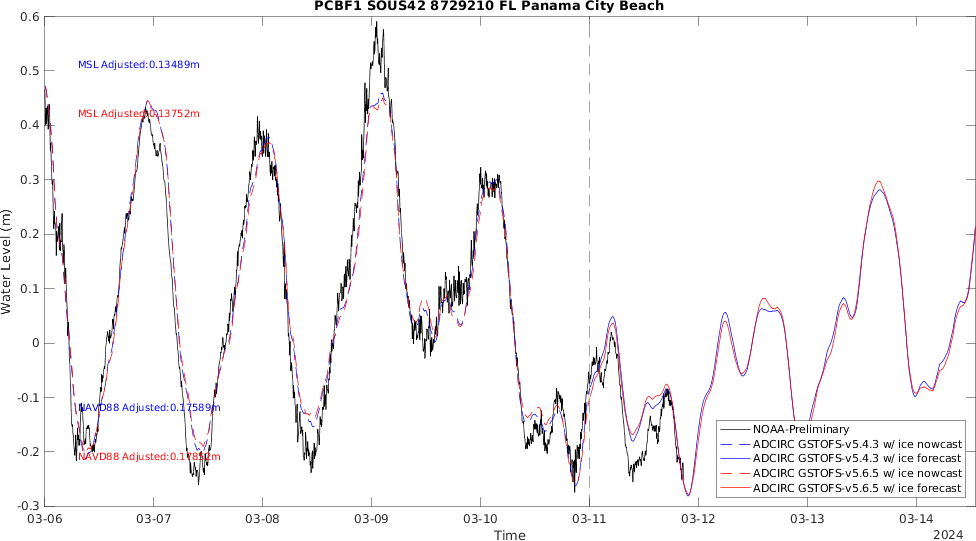 PCBF1 SOUS42 8729210 FL Panama City Beach
0.6
0.5
0.4
0.3
0.2
0.1
0
-0.1
-0.2
-0.3
Water Level (m)
MSL Adjusted:0.13489m
MSL Adjusted:0.13752m
NAVD88 Adjusted:0.17589m
NAVD88 Adjusted:0.17852m
NOAA-Preliminary
ADCIRC GSTOFS-v5.4.3 w/ ice nowcast
ADCIRC GSTOFS-v5.4.3 w/ ice forecast
ADCIRC GSTOFS-v5.6.5 w/ ice nowcast
ADCIRC GSTOFS-v5.6.5 w/ ice forecast
03-06 03-07 03-08 03-09 03-10 03-11 03-12 03-13 03-14
Time
2024